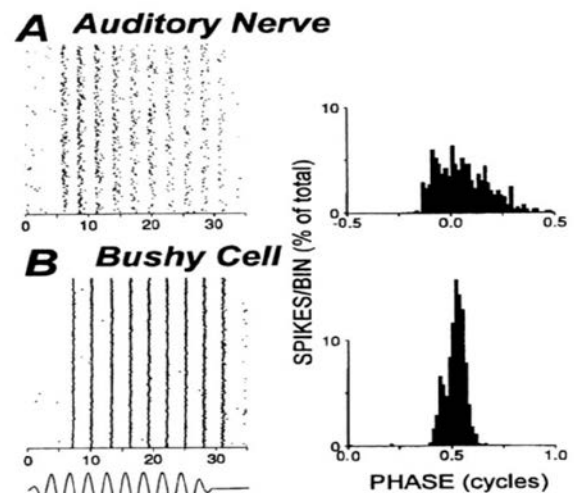 A Auditory Nerve
10
0
-0.5 0.0 0.5
0 10 20 30
SPIKES/BIN (% of total)
B Bushy Cell
10
0
0.0 0.5 1.0
0 10 20 30
PHASE (cycles)